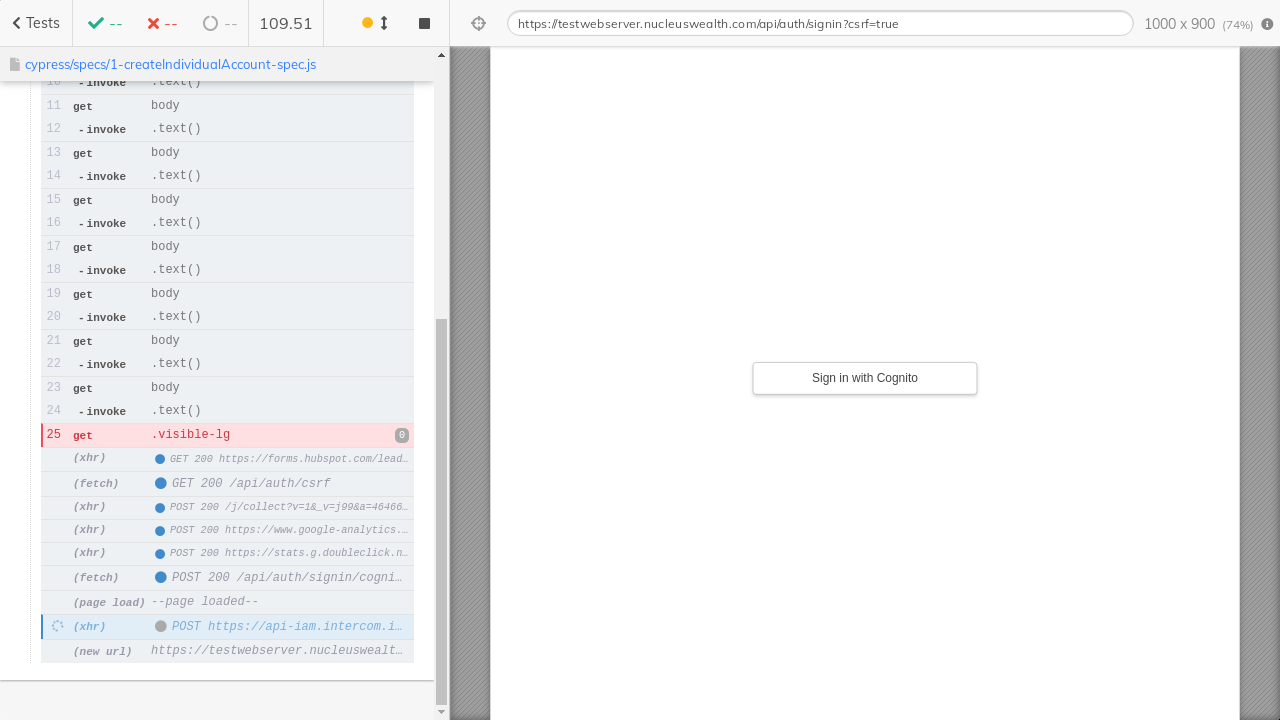 Tests -- -- -- 109.51
https://testwebserver.nucleuswealth.com/api/auth/signin?csrf=true 1000 x 900 (74%)
cypress/specs/1-createIndividualAccount-spec.js
10 -invoke .text()
11 get body
12 -invoke .text()
13 get body
14 -invoke .text()
15 get body
16 -invoke .text()
17 get body
18 -invoke .text()
19 get body
20 -invoke .text()
21 get body
22 -invoke .text()
23 get body
24 -invoke .text()
25 get .visible-lg 0
(xhr) GET 200 https://forms.hubspot.com/lead…
(fetch) GET 200 /api/auth/csrf
(xhr) POST 200 /j/collect?v=1&_v=j99&a=46466…
(xhr) POST 200 https://www.google-analytics.…
(xhr) POST 200 https://stats.g.doubleclick.n…
(fetch) POST 200 /api/auth/signin/cogni…
(page load) --page loaded--
(xhr) POST https://api-iam.intercom.i…
(new url) https://testwebserver.nucleuswealt…
Sign in with Cognito